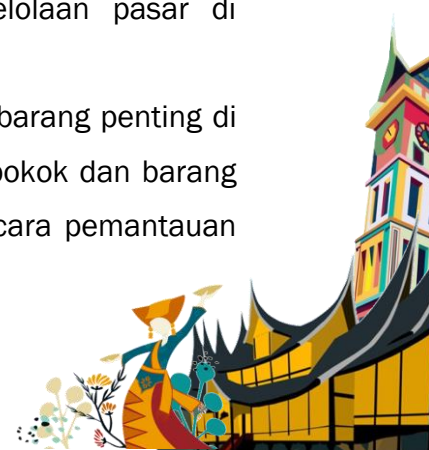 elolaan pasar di
barang penting di
pokok dan barang
cara pemantauan